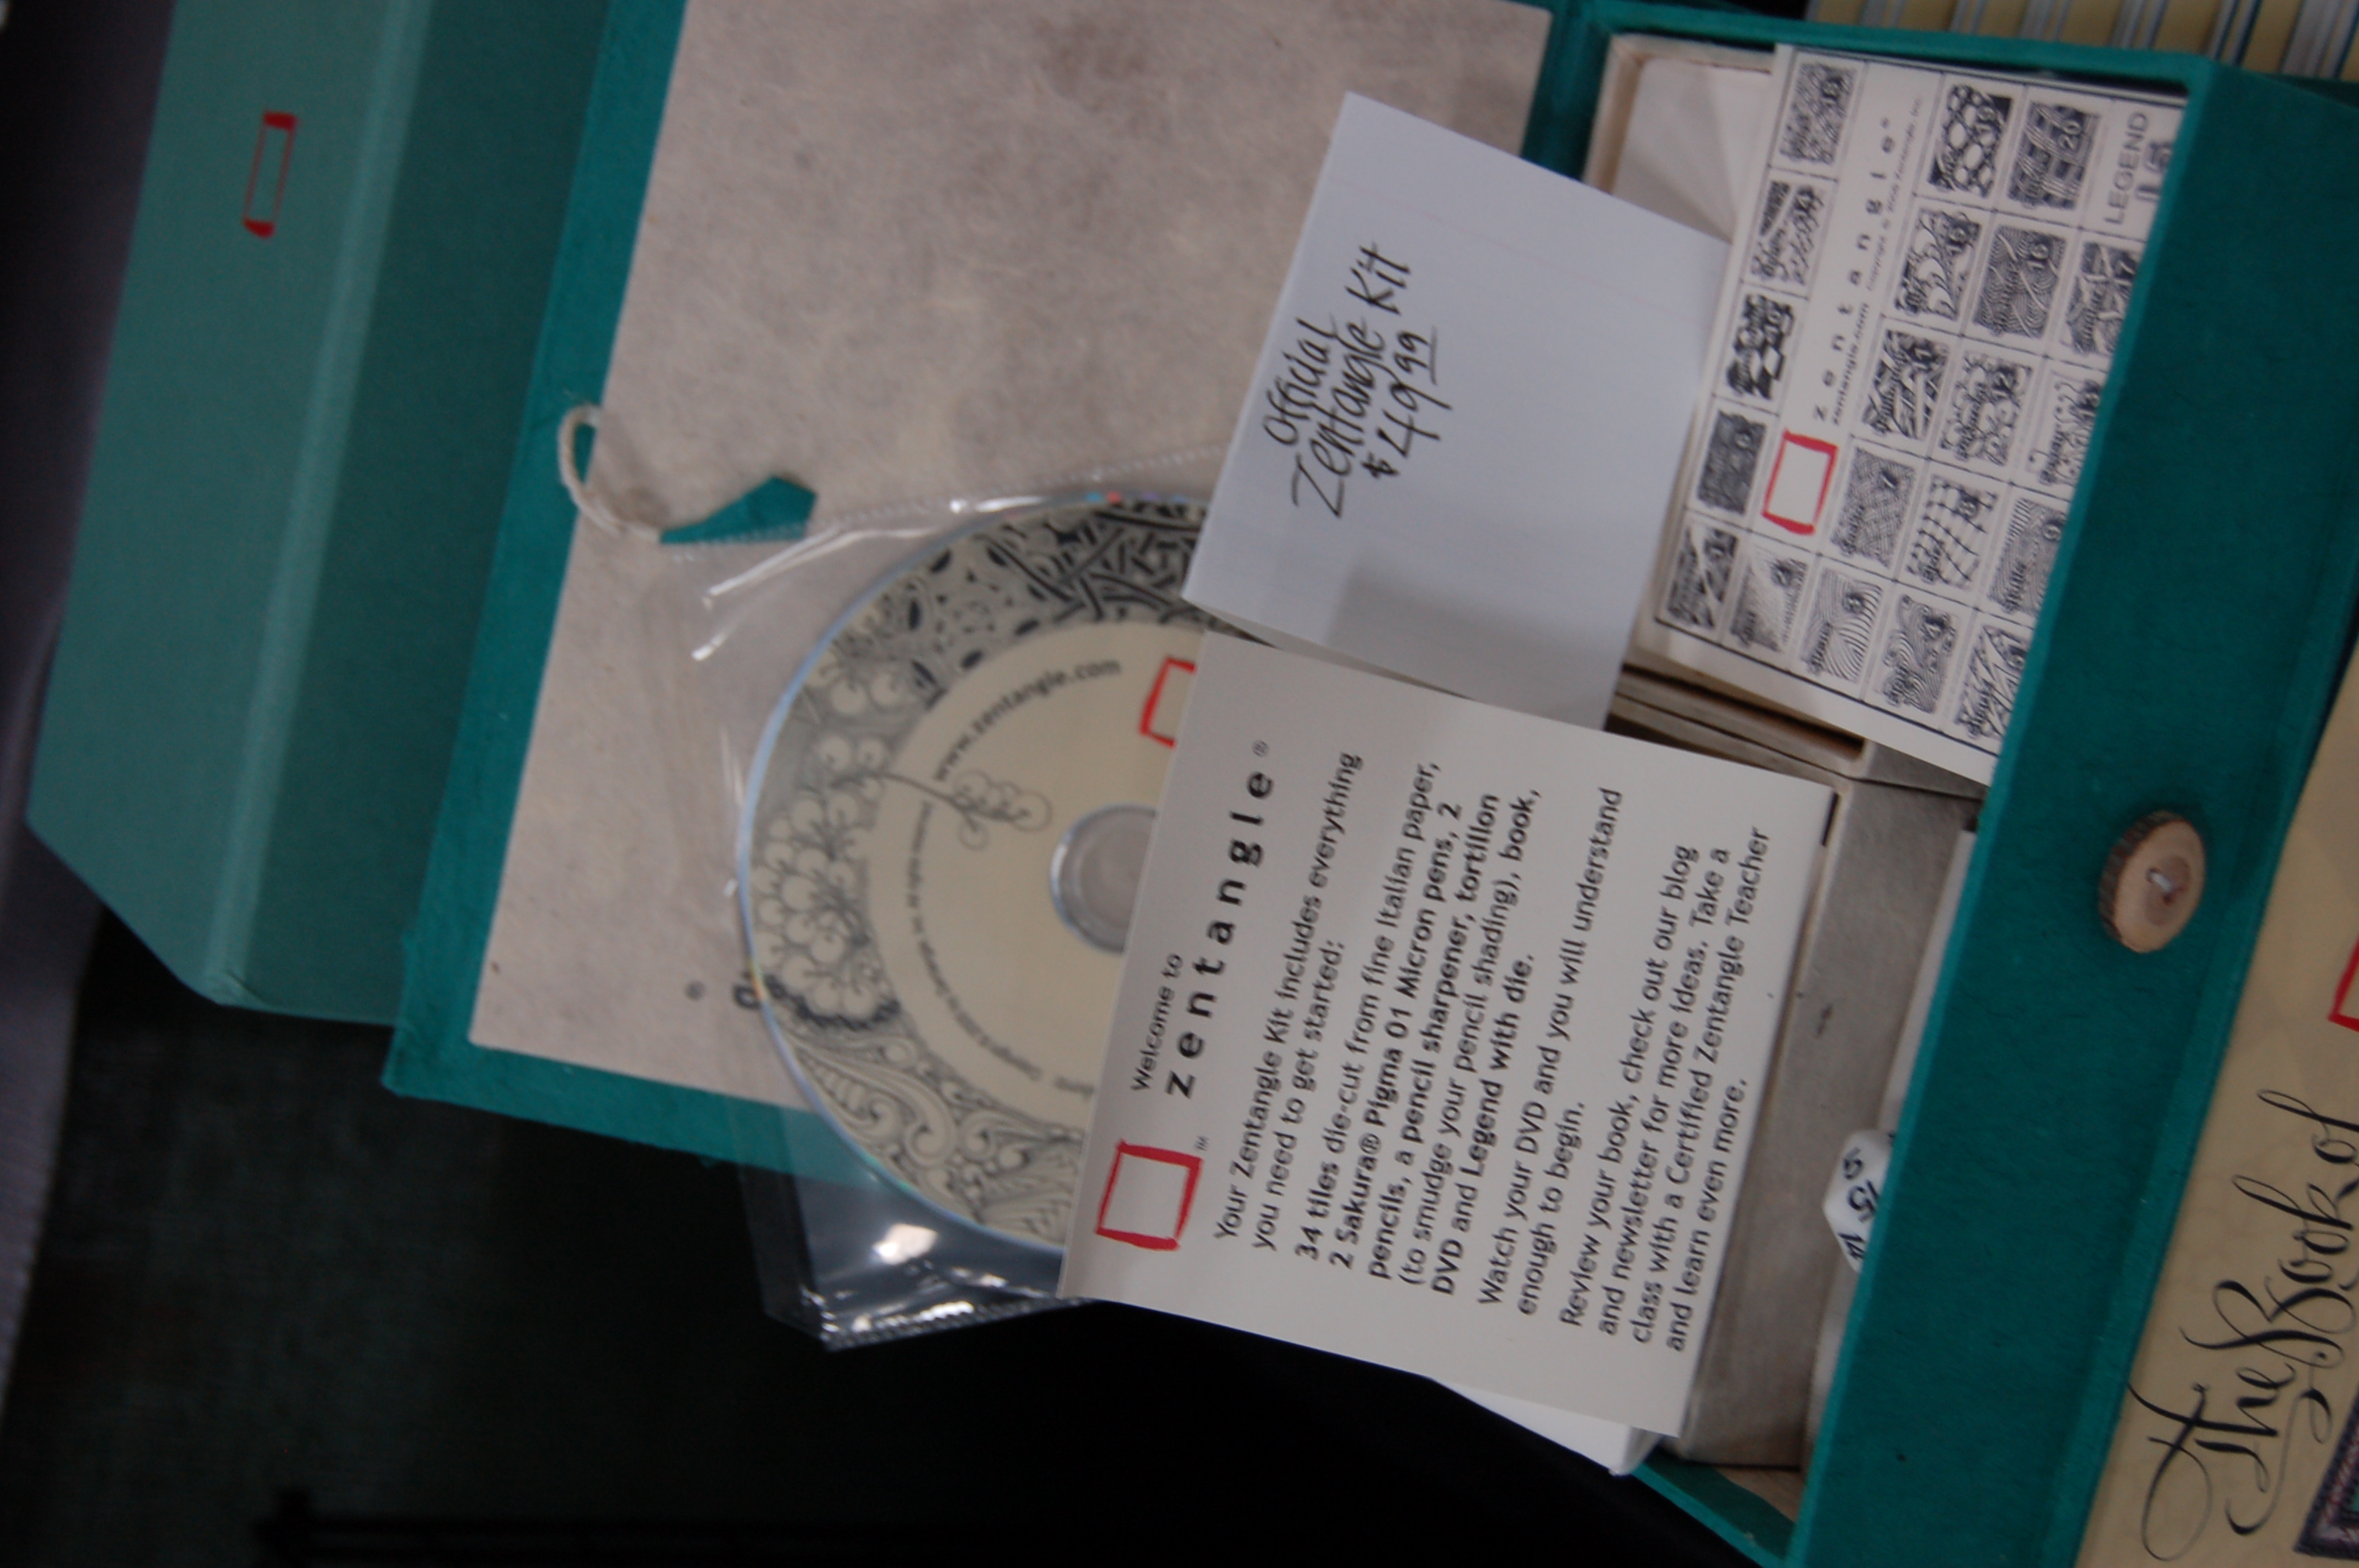 Official
Zentangle Kit
$49.99
Welcome to
zentangle®
Your Zentangle Kit includes everything
you need to get started:
34 tiles die-cut from fine Italian paper,
2 Sakura® Pigma 01 Micron pens, 2
pencils, a pencil sharpener, tortillon
(to smudge your pencil shading), book,
DVD and Legend with die.
Watch your DVD and you will understand
enough to begin.
Review your book, check out our blog
and newsletter for more ideas. Take a
class with a Certified Zentangle Teacher
and learn even more.
www.zentangle.com
zentangle®
zentangle.com
LEGEND
The Book of